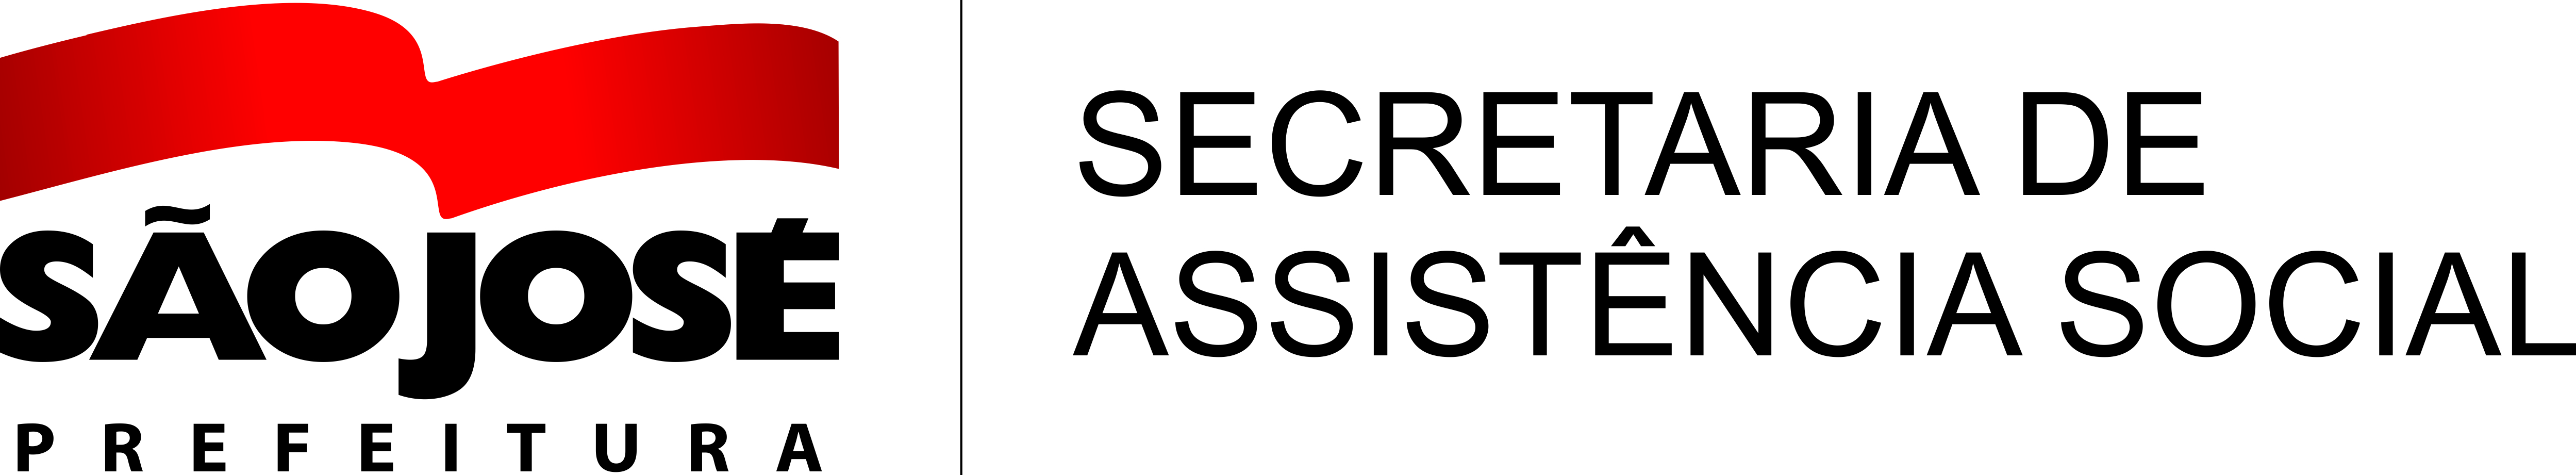 SÃO JOSÉ
PREFEITURA
SECRETARIA DE
ASSISTÊNCIA SOCIAL